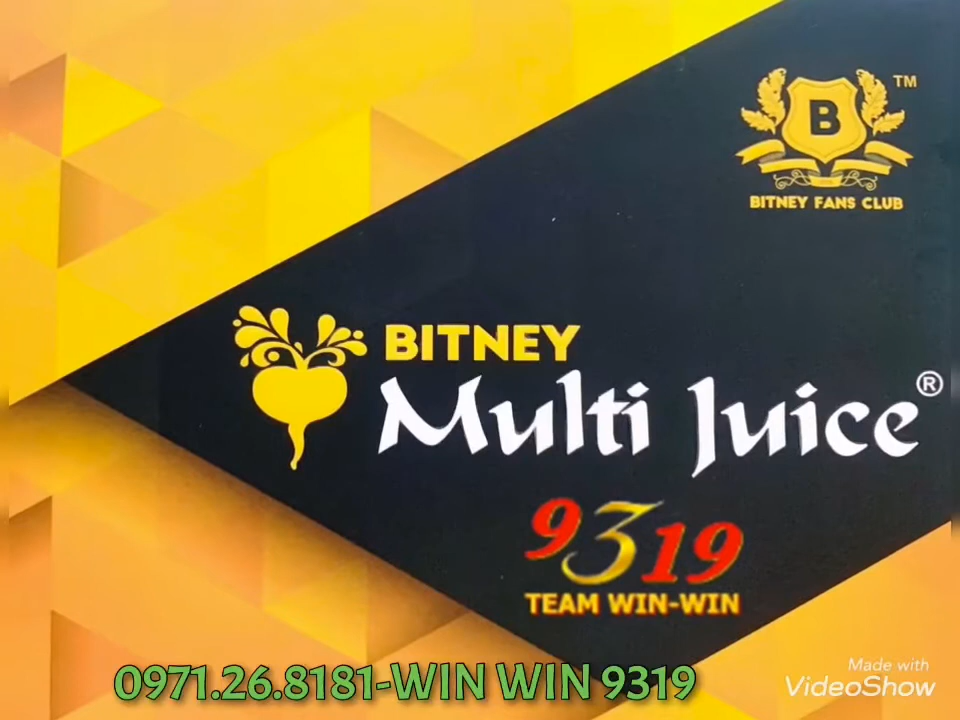 B
TM
BITNEY FANS CLUB
BITNEY
Multi Juice®
9319
TEAM WIN-WIN
0971.26.8181-WIN WIN 9319
Made with
VideoShow